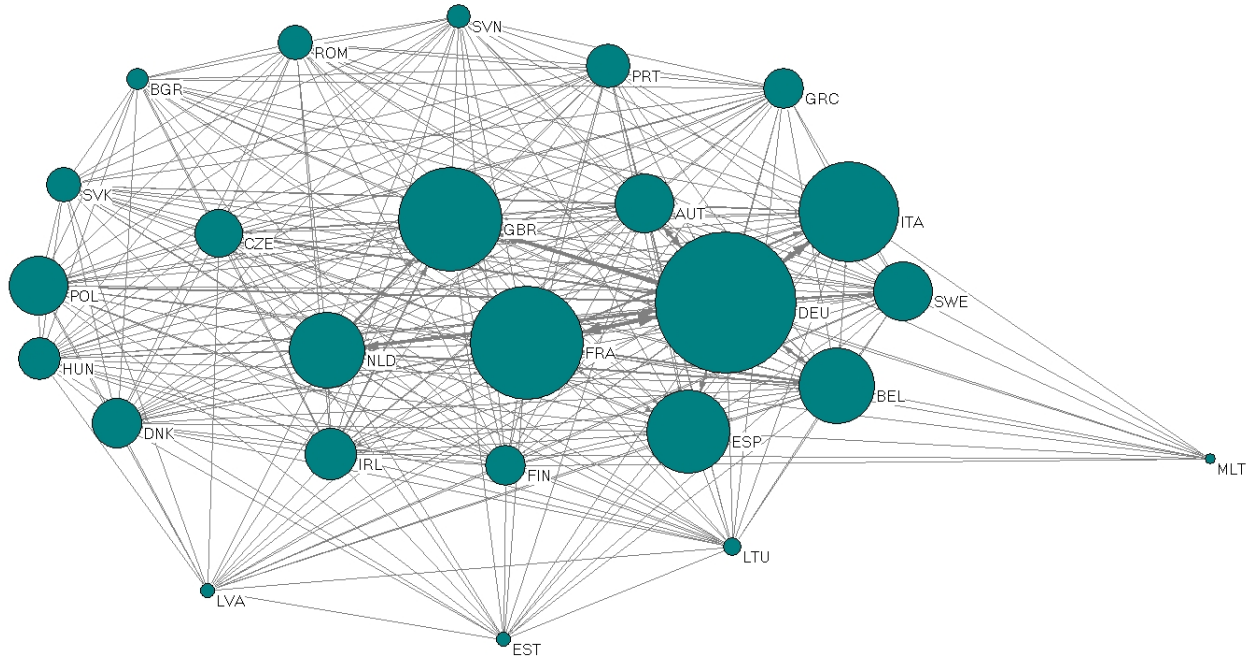 SVN
ROM
PRT
BGR
GRC
SVK
AUT
ITA
GBR
CZE
POL
SWE
DEU
FRA
NLD
HUN
BEL
DNK
ESP
IRL
MLT
FIN
LTU
LVA
EST